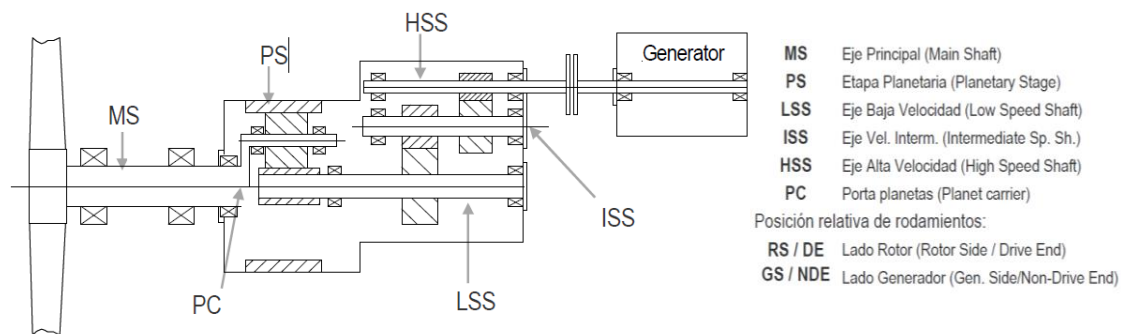 HSS
PS
MS
Generator
ISS
PC
LSS
MS Eje Principal (Main Shaft)
PS Etapa Planetaria (Planetary Stage)
LSS Eje Baja Velocidad (Low Speed Shaft)
ISS Eje Vel. Interm. (Intermediate Sp. Sh.)
HSS Eje Alta Velocidad (High Speed Shaft)
PC Porta planetas (Planet carrier)
Posición relativa de rodamientos:
RS / DE Lado Rotor (Rotor Side / Drive End)
GS / NDE Lado Generador (Gen. Side/Non-Drive End)